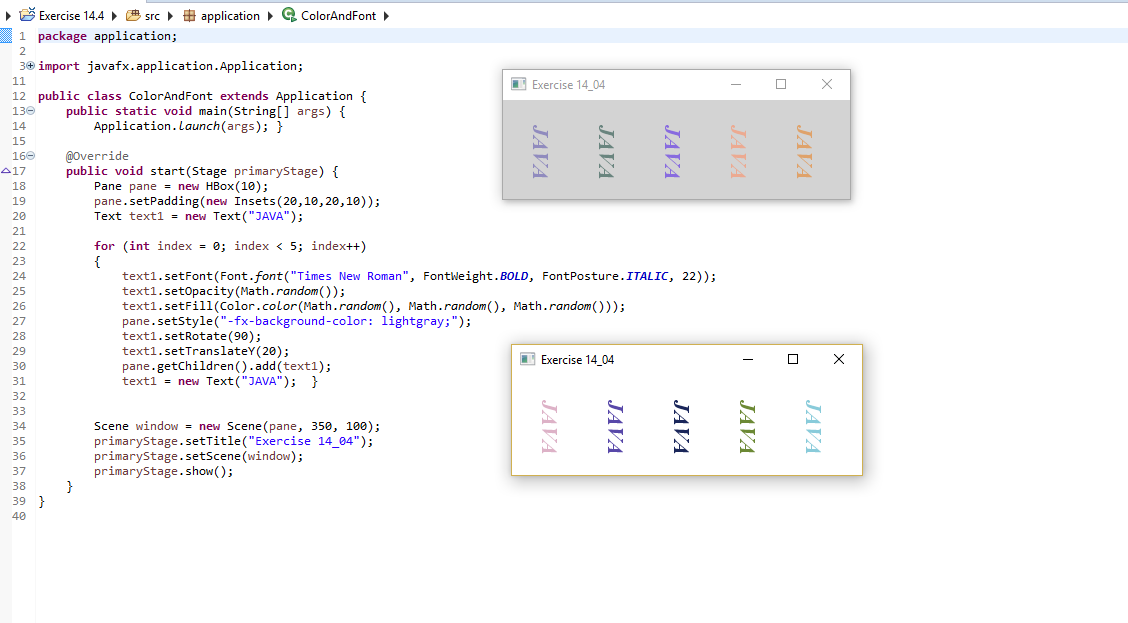 Exercise 14.4 src application ColorAndFont
1 package application;
2
3 import javafx.application.Application;
11
12 public class ColorAndFont extends Application {
13 public static void main(String[] args) {
14 Application.launch(args); }
15
16 @Override
17 public void start(Stage primaryStage) {
18 Pane pane = new HBox(10);
19 pane.setPadding(new Insets(20,10,20,10));
20 Text text1 = new Text("JAVA");
21
22 for (int index = 0; index < 5; index++)
23 {
24 text1.setFont(Font.font("Times New Roman", FontWeight.BOLD, FontPosture.ITALIC, 22));
25 text1.setOpacity(Math.random());
26 text1.setFill(Color.color(Math.random(), Math.random(), Math.random()));
27 pane.setStyle("-fx-background-color: lightgray;");
28 text1.setRotate(90);
29 text1.setTranslateY(20);
30 pane.getChildren().add(text1);
31 text1 = new Text("JAVA"); }
32
33
34 Scene window = new Scene(pane, 350, 100);
35 primaryStage.setTitle("Exercise 14_04");
36 primaryStage.setScene(window);
37 primaryStage.show();
38 }
39 }
40
Exercise 14_04
JAVA JAVA JAVA JAVA JAVA
Exercise 14_04
JAVA JAVA JAVA JAVA JAVA